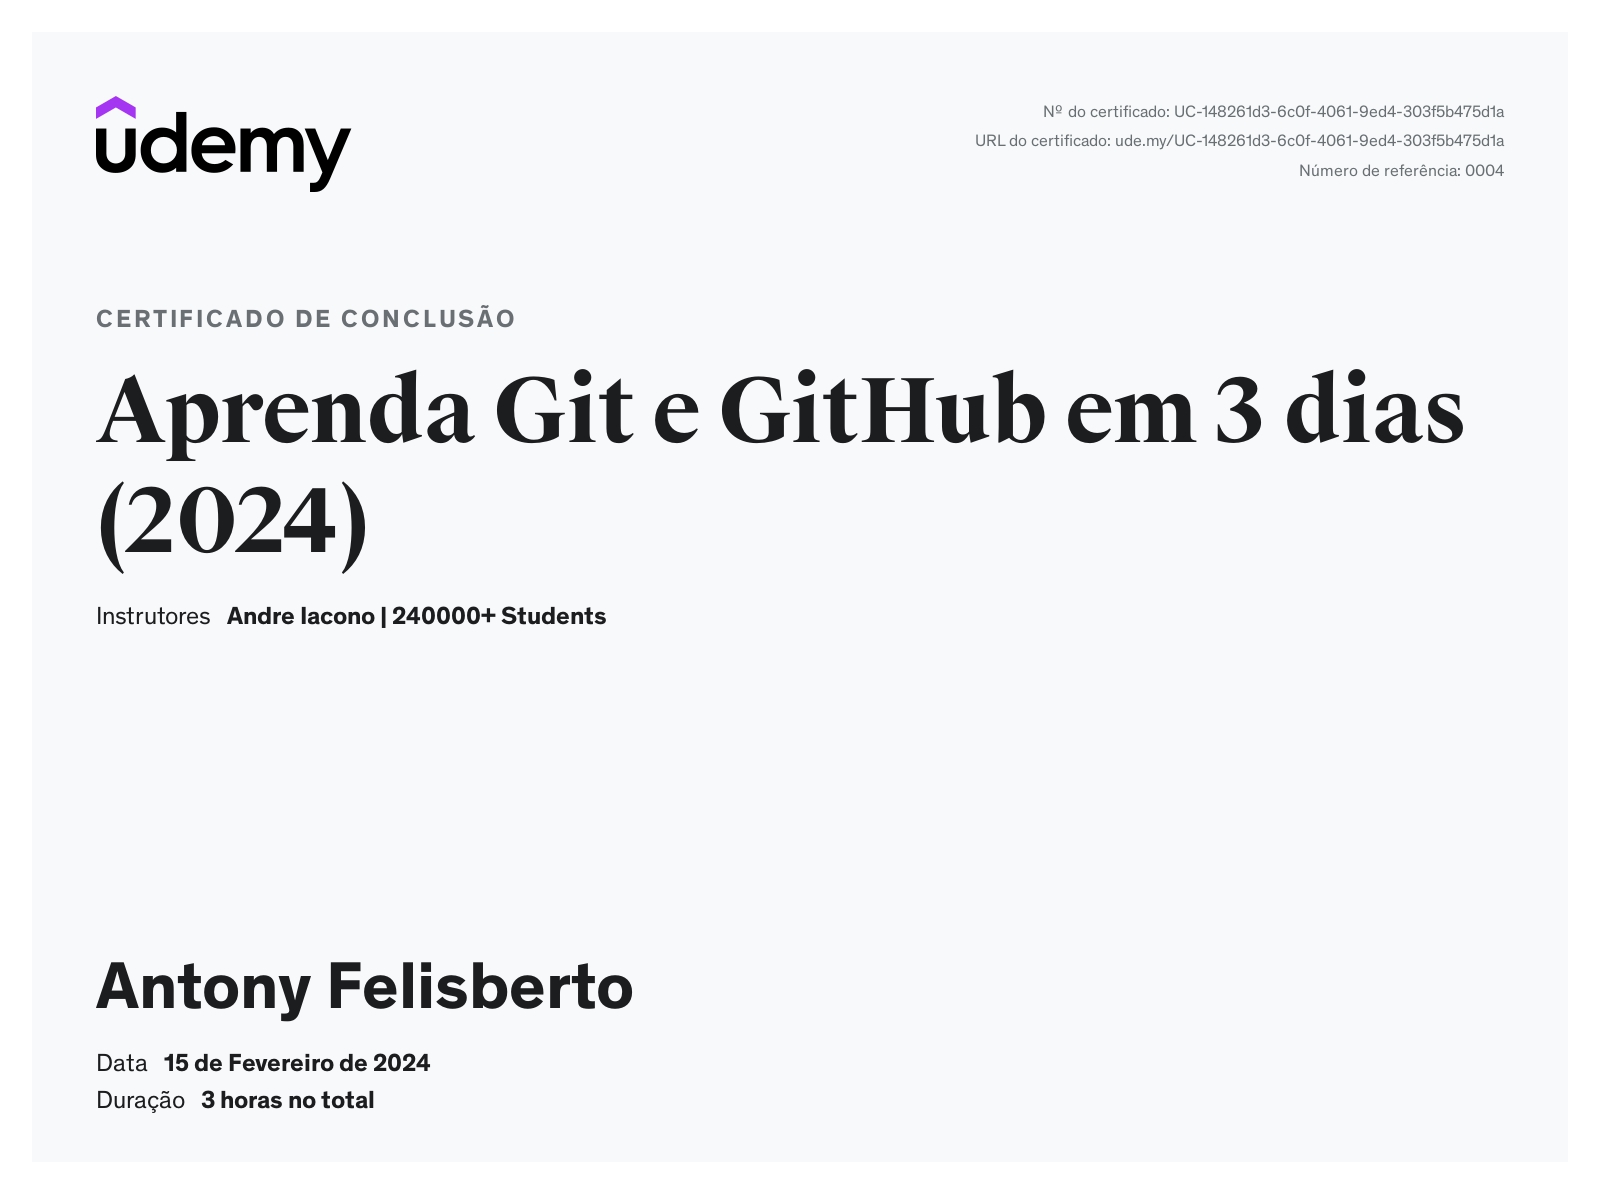 udemy
Nº do certificado: UC-148261d3-6c0f-4061-9ed4-303f5b475d1a
URL do certificado: ude.my/UC-148261d3-6c0f-4061-9ed4-303f5b475d1a
Número de referência: 0004
CERTIFICADO DE CONCLUSÃO
Aprenda Git e GitHub em 3 dias
(2024)
Instrutores Andre Iacono | 240000+ Students
Antony Felisberto
Data 15 de Fevereiro de 2024
Duração 3 horas no total